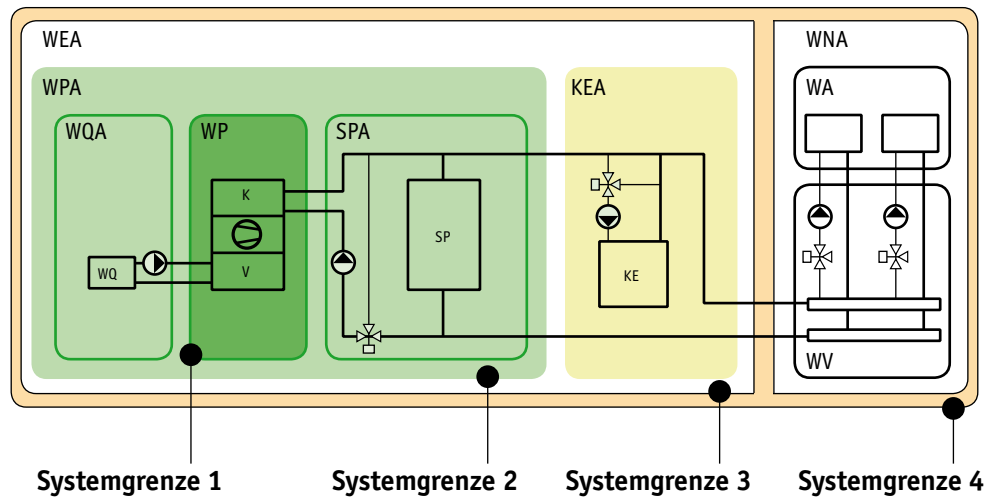 WEA
WNA
WPA
KEA
WA
WQA
WP
SPA
K
SP
WQ
V
KE
WV
Systemgrenze 1
Systemgrenze 2
Systemgrenze 3
Systemgrenze 4